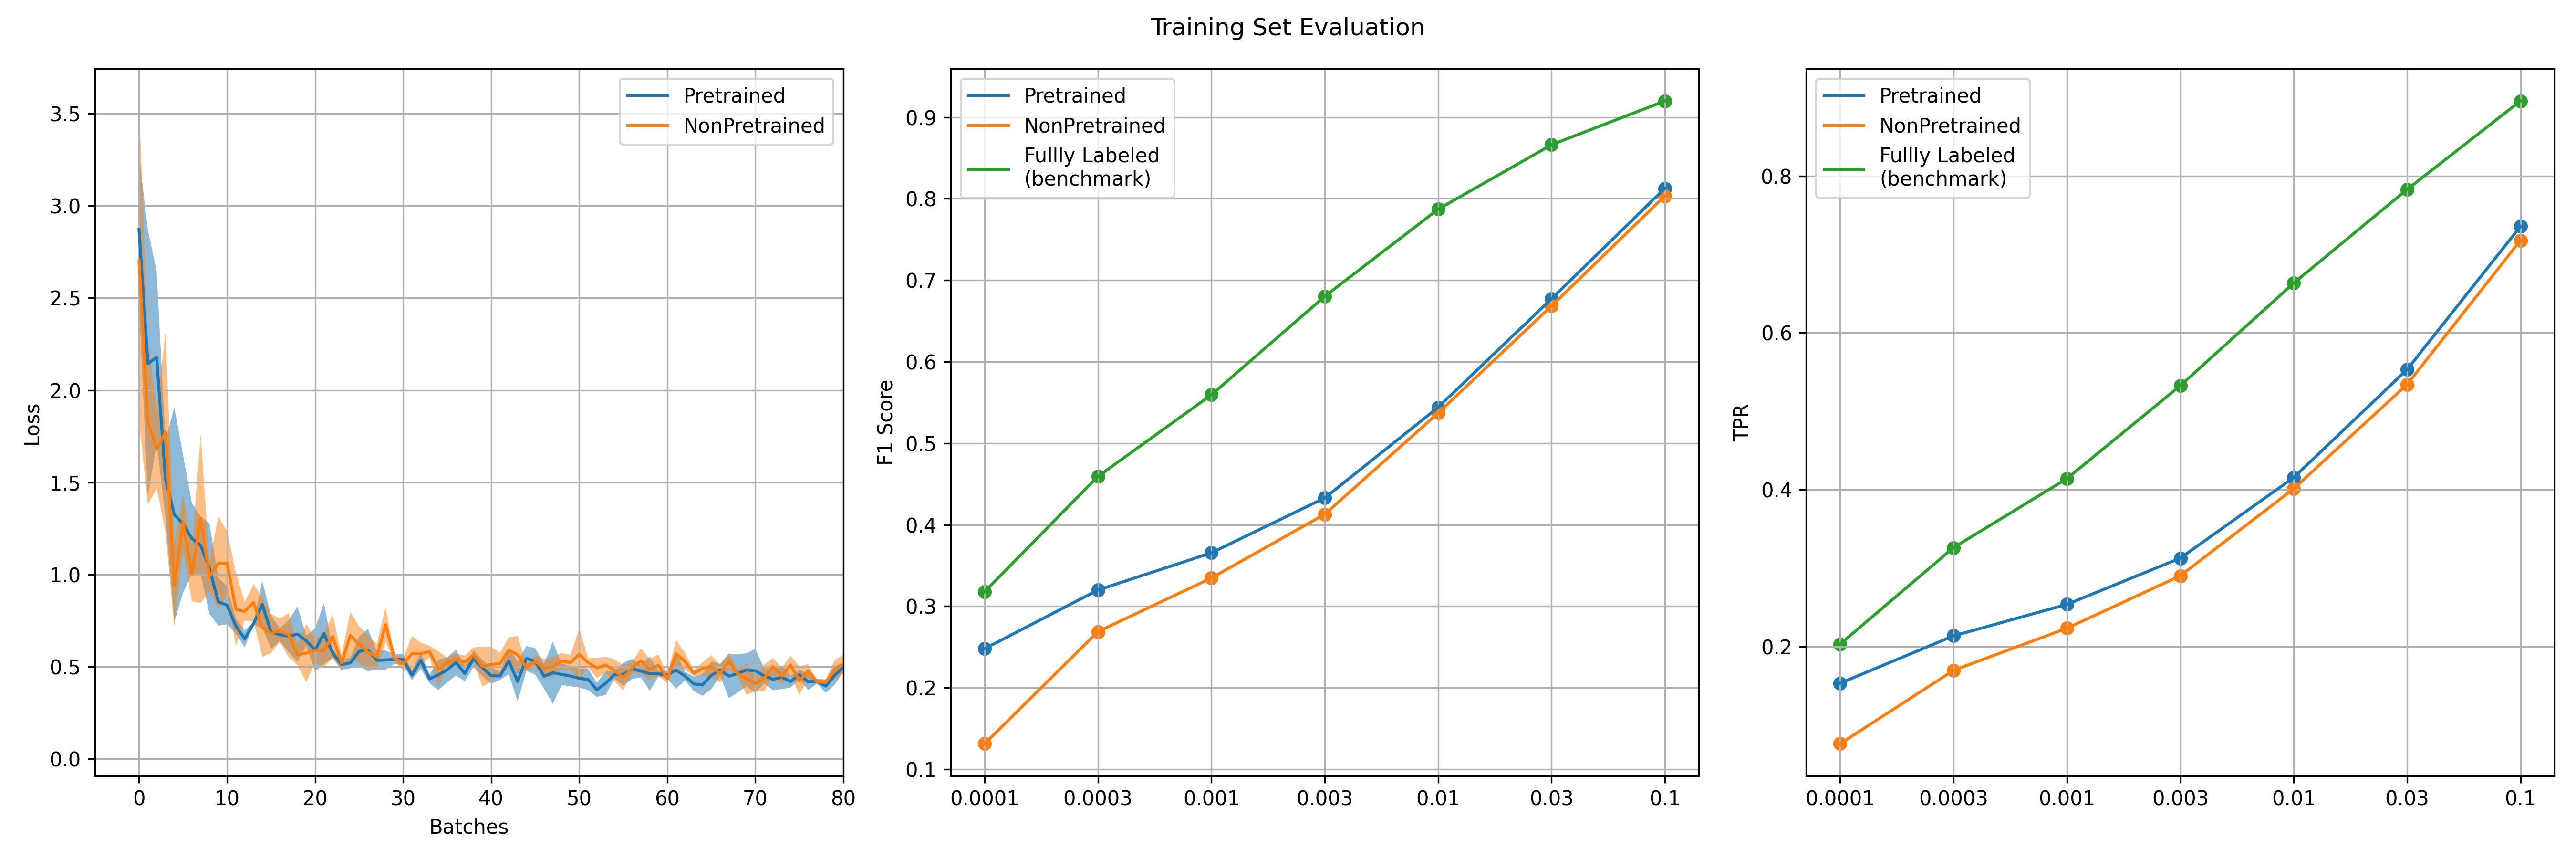 Training Set Evaluation
Loss
3.5
3.0
2.5
2.0
1.5
1.0
0.5
0.0
Pretrained
NonPretrained
0 10 20 30 40 50 60 70 80
Batches
F1 Score
0.9
0.8
0.7
0.6
0.5
0.4
0.3
0.2
0.1
Pretrained
NonPretrained
Fullly Labeled
(benchmark)
0.0001 0.0003 0.001 0.003 0.01 0.03 0.1
TPR
0.8
0.6
0.4
0.2
Pretrained
NonPretrained
Fullly Labeled
(benchmark)
0.0001 0.0003 0.001 0.003 0.01 0.03 0.1